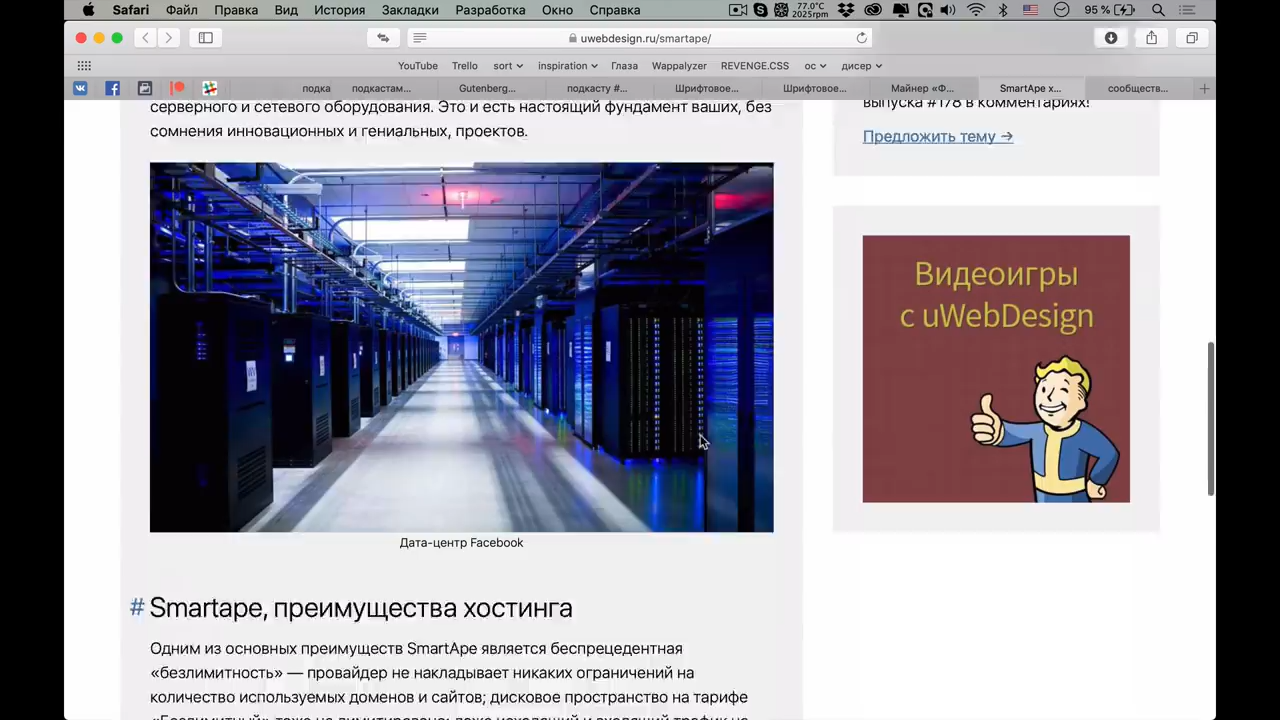 Safari Файл Правка Вид История Закладки Разработка Окно Справка 77.0°C 2025rpm 95 %
uwebdesign.ru/smartape/
YouTube Trello sort inspiration Глаза Wappalyzer REVENGE.CSS ос дисер
подка подкастам... Gutenberg... подкасту #... Шрифтовое... Шрифтовое... Майнер «Ф... SmartApe х... сообществ...
серверного и сетевого оборудования. Это и есть настоящий фундамент ваших, без
сомнения инновационных и гениальных, проектов.
Дата-центр Facebook
# Smartape, преимущества хостинга
Одним из основных преимуществ SmartApe является беспрецедентная
«безлимитность» — провайдер не накладывает никаких ограничений на
количество используемых доменов и сайтов; дисковое пространство на тарифе
выпуска #178 в комментариях!
Предложить тему →
Видеоигры
с uWebDesign